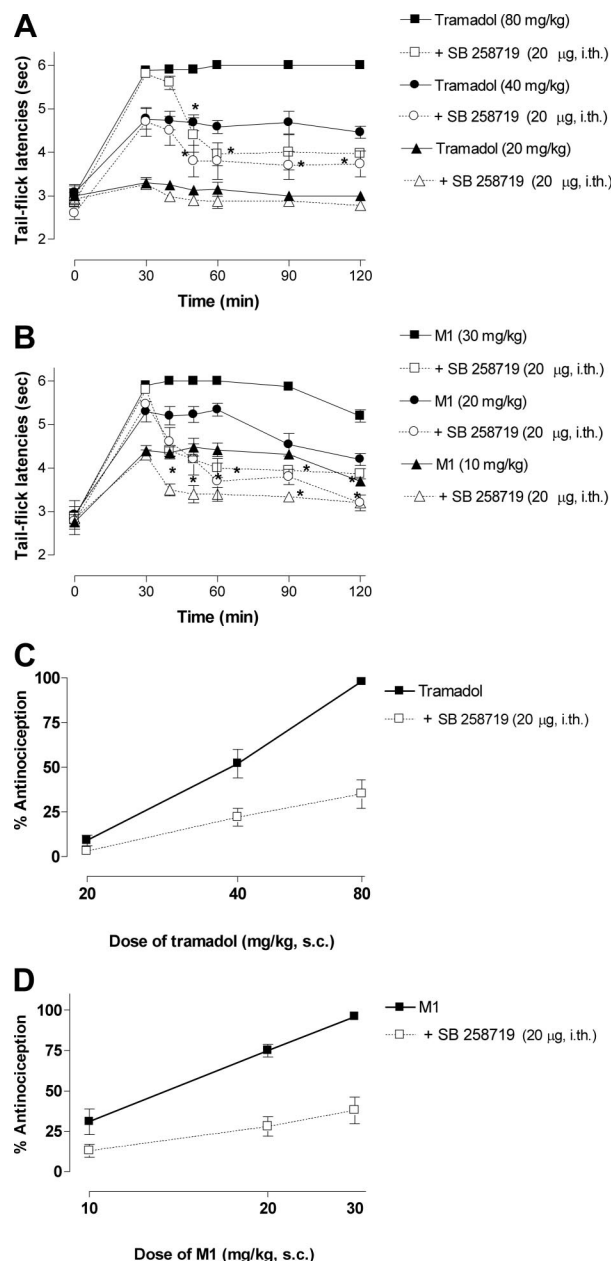 A
Tramadol (80 mg/kg)
+ SB 258719 (20 μg, i.th.)
Tramadol (40 mg/kg)
+ SB 258719 (20 μg, i.th.)
Tramadol (20 mg/kg)
+ SB 258719 (20 μg, i.th.)
Tail-flick latencies (sec)
6
5
4
3
2
* * * * *
0 30 60 90 120
Time (min)
B
M1 (30 mg/kg)
+ SB 258719 (20 μg, i.th.)
M1 (20 mg/kg)
+ SB 258719 (20 μg, i.th.)
M1 (10 mg/kg)
+ SB 258719 (20 μg, i.th.)
Tail-flick latencies (sec)
6
5
4
3
2
* * * * * * * *
0 30 60 90 120
Time (min)
C
Tramadol
+ SB 258719 (20 μg, i.th.)
% Antinociception
100
75
50
25
0
20 40 80
Dose of tramadol (mg/kg, s.c.)
D
M1
+ SB 258719 (20 μg, i.th.)
% Antinociception
100
75
50
25
0
10 20 30
Dose of M1 (mg/kg, s.c.)